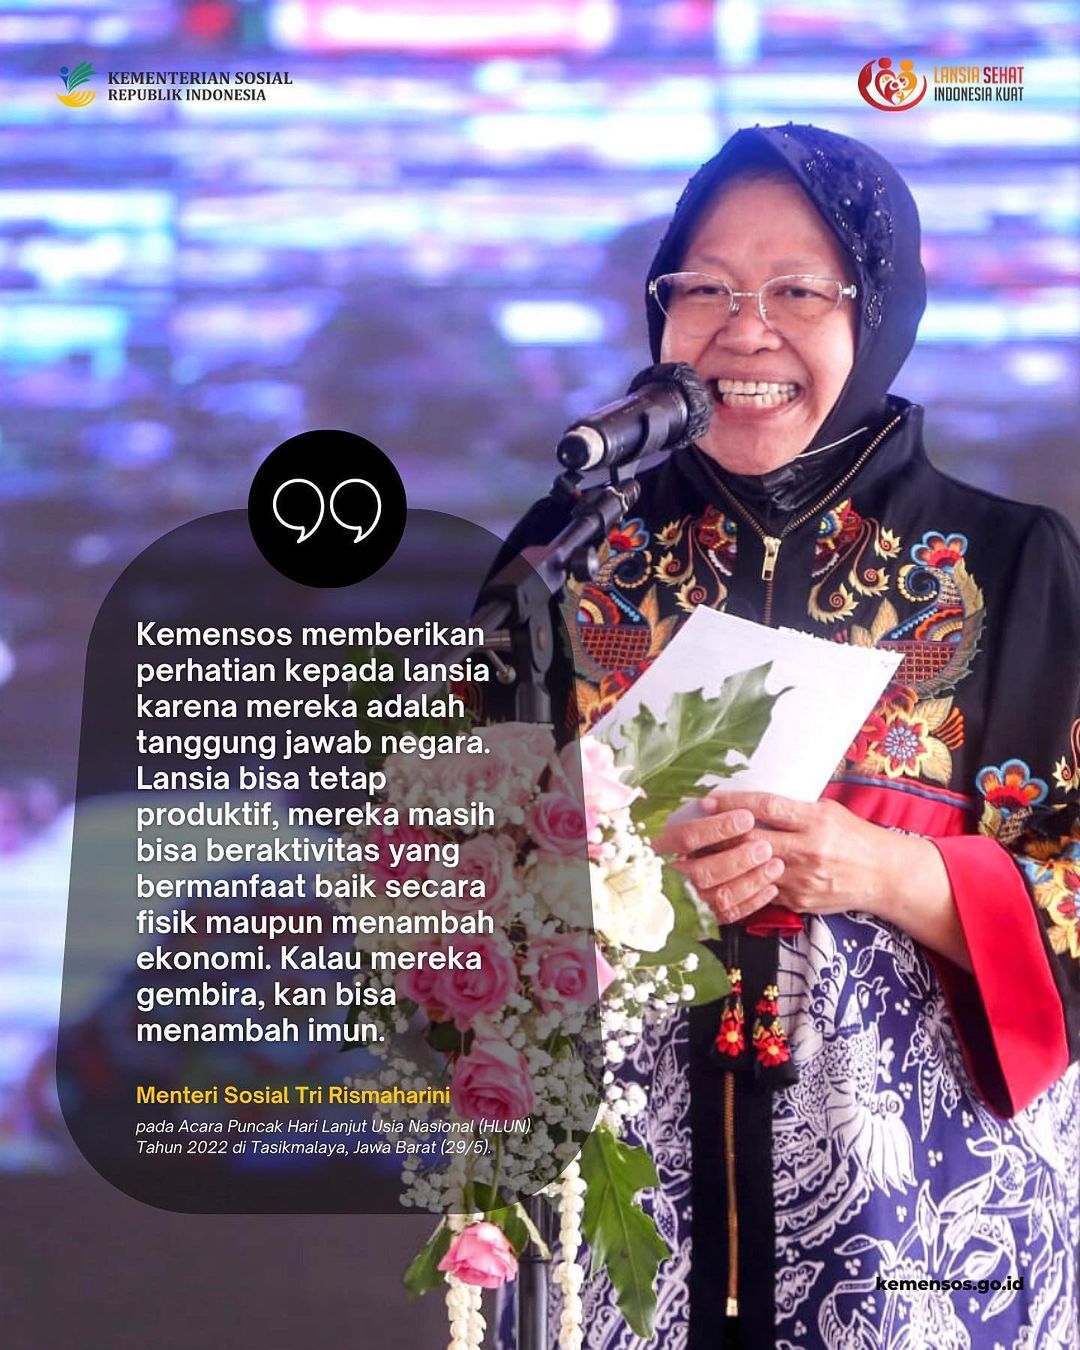 KEMENTERIAN SOSIAL
REPUBLIK INDONESIA
LANSIA SEHAT
INDONESIA KUAT
Kemensos memberikan
perhatian kepada lansia
karena mereka adalah
tanggung jawab negara.
Lansia bisa tetap
produktif, mereka masih
bisa beraktivitas yang
bermanfaat baik secara
fisik maupun menambah
ekonomi. Kalau mereka
gembira, kan bisa
menambah imun.
Menteri Sosial Tri Rismaharini
pada Acara Puncak Hari Lanjut Usia Nasional (HLUN)
Tahun 2022 di Tasikmalaya, Jawa Barat (29/5).
kemensos.go.id